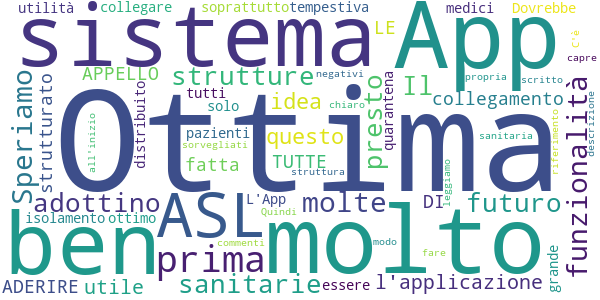 utilità collegare soprattutto tempestiva medici Dovrebbe
sistema App LE c'è
capre
APPELLO strutture negativi propria scritto
Speriamo strutturato distribuito tutti solo idea Il collegamento
all'inizio Ottima presto quarantena chiaro funzionalità descrizione
pazienti questo sanitaria riferimento
sorvegliati
fatta TUTTE struttura leggiamo
adottino ASL L'App molte DI futuro
isolamento ottimo Quindi
ben prima molto
commenti modo fare
ADERIRE utile sanitarie essere l'applicazione grande